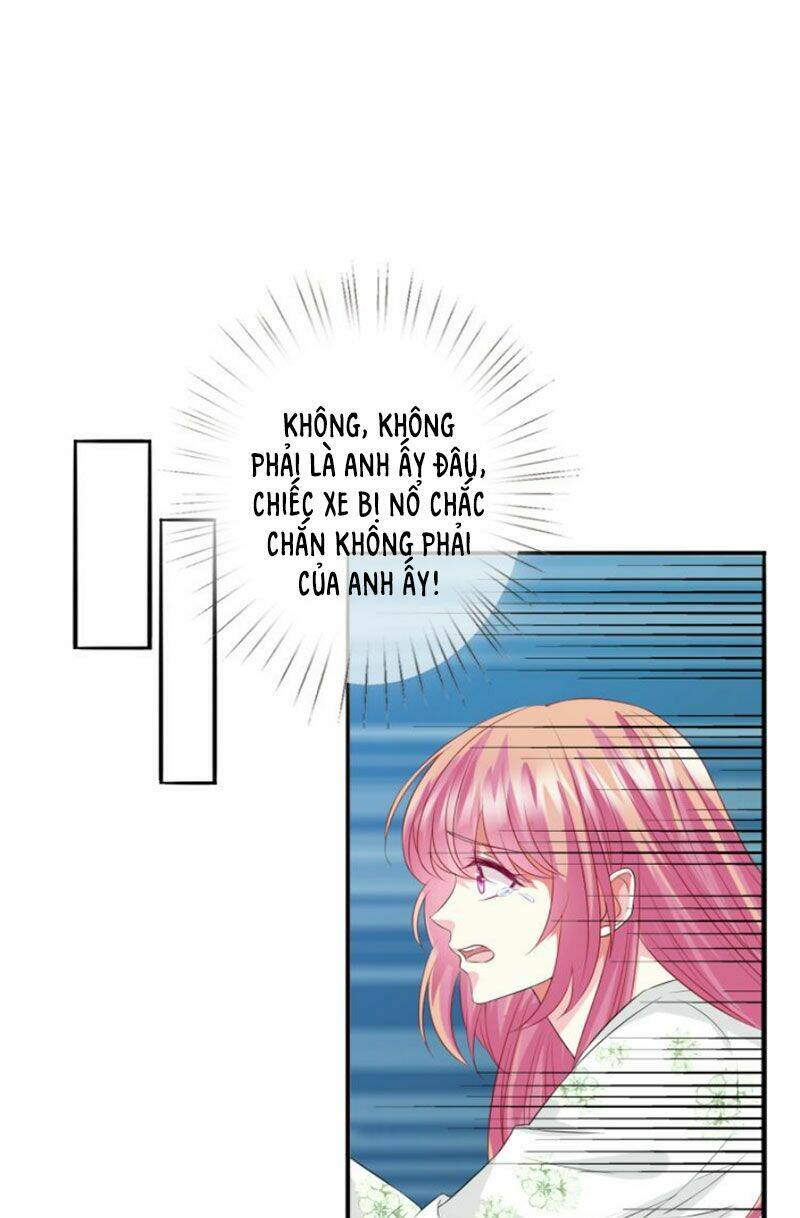 KHÔNG, KHÔNG
PHẢI LÀ ANH ẤY ĐÂU,
CHIẾC XE BỊ NỔ CHẮC
CHẮN KHÔNG PHẢI
CỦA ANH ẤY!